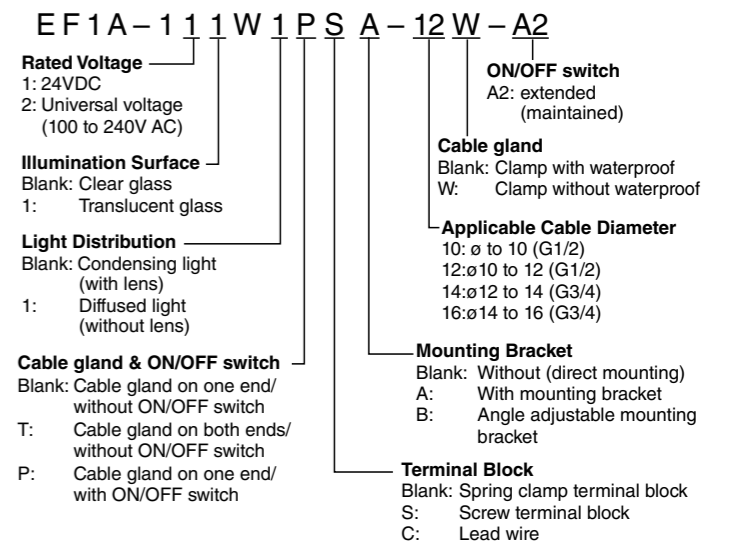 EF1A–111W1PSA–12W–A2
Rated Voltage
1: 24VDC
2: Universal voltage
(100 to 240V AC)
Illumination Surface
Blank: Clear glass
1: Translucent glass
Light Distribution
Blank: Condensing light
(with lens)
1: Diffused light
(without lens)
Cable gland & ON/OFF switch
Blank: Cable gland on one end/
without ON/OFF switch
T: Cable gland on both ends/
without ON/OFF switch
P: Cable gland on one end/
with ON/OFF switch
ON/OFF switch
A2: extended
(maintained)
Cable gland
Blank: Clamp with waterproof
W: Clamp without waterproof
Applicable Cable Diameter
10: ø to 10 (G1/2)
12:ø10 to 12 (G1/2)
14:ø12 to 14 (G3/4)
16:ø14 to 16 (G3/4)
Mounting Bracket
Blank: Without (direct mounting)
A: With mounting bracket
B: Angle adjustable mounting
bracket
Terminal Block
Blank: Spring clamp terminal block
S: Screw terminal block
C: Lead wire